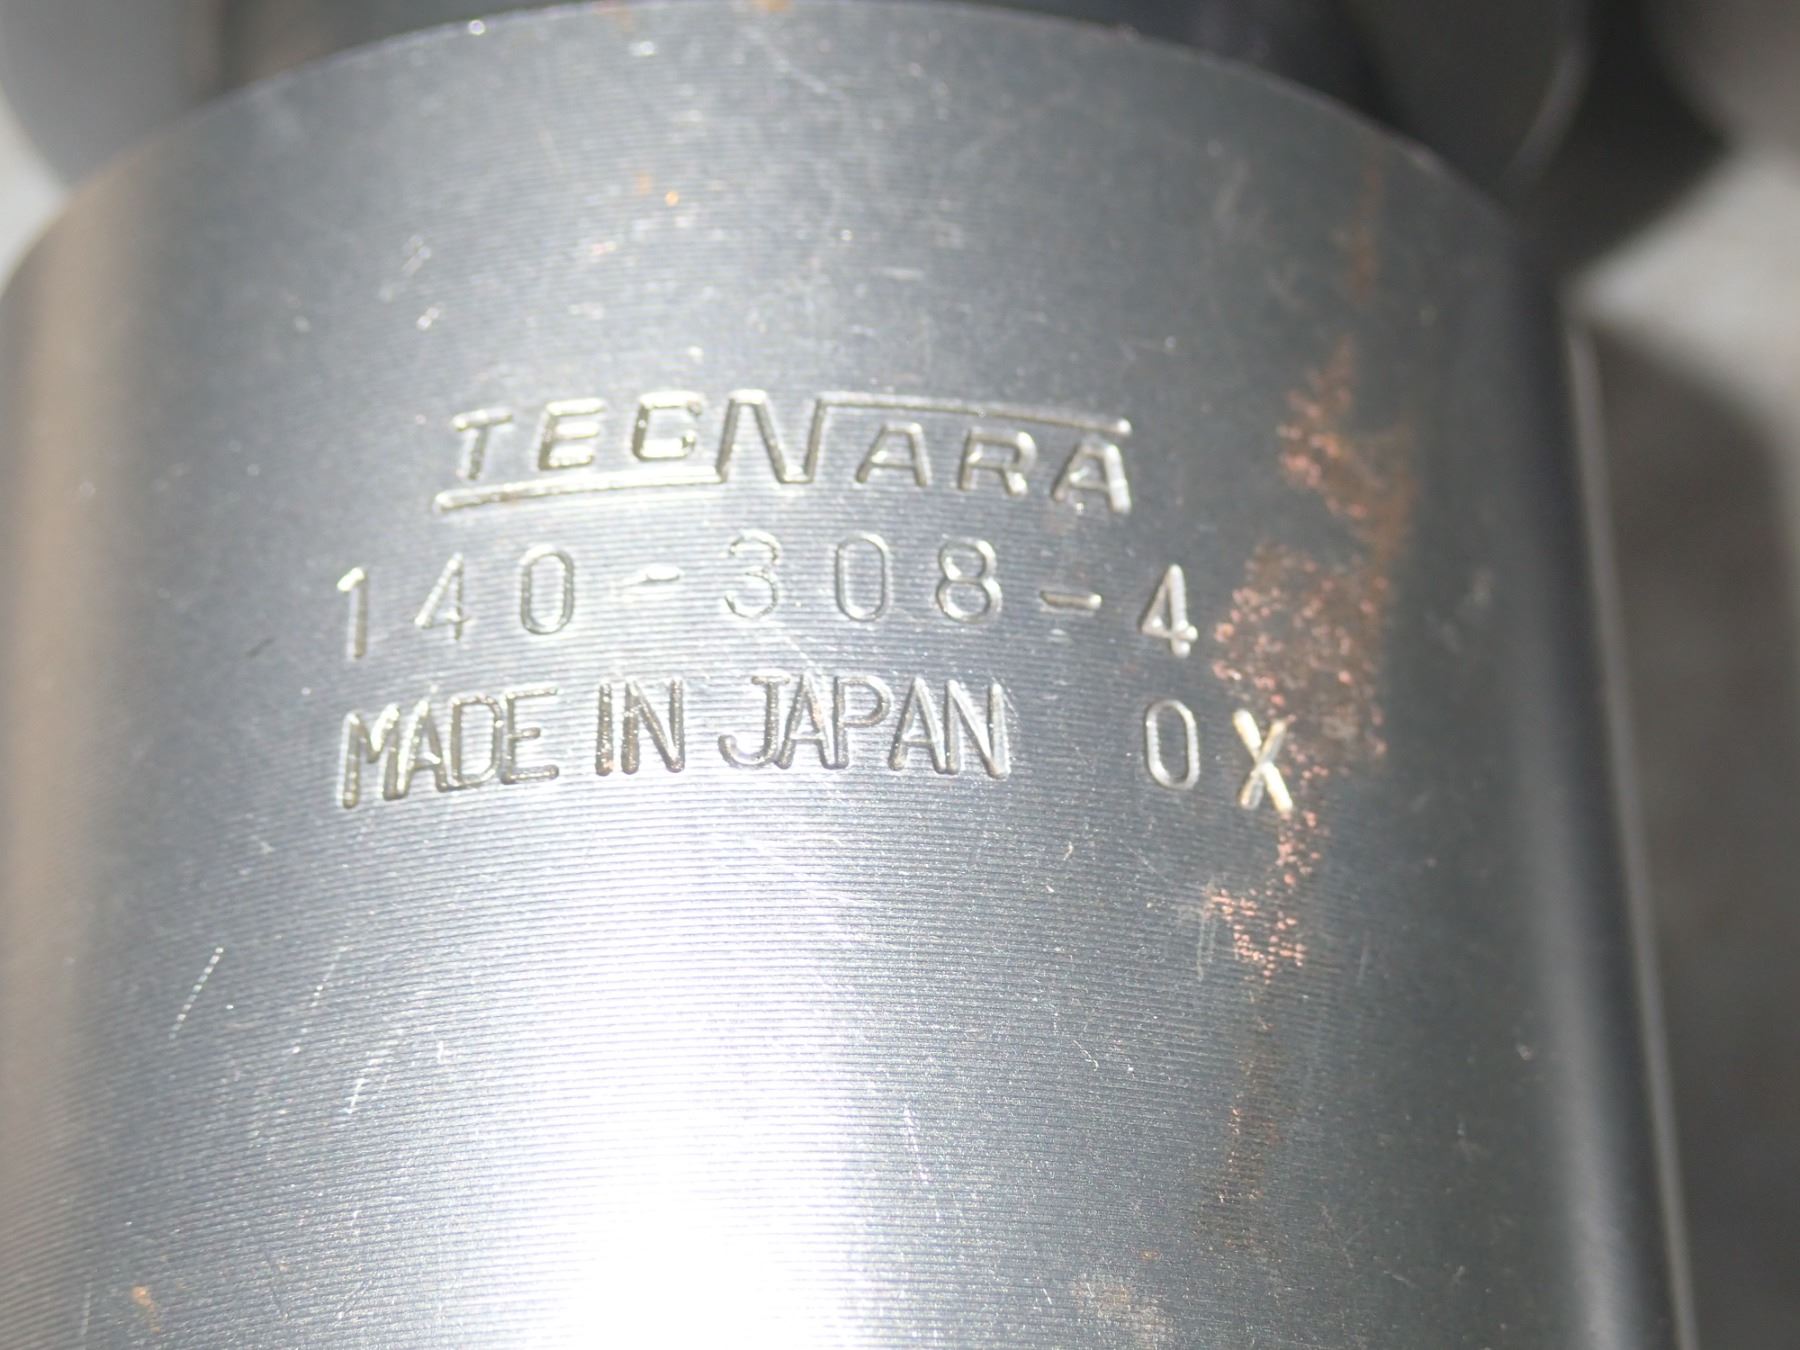 TECNARA
140-308-4
MADE IN JAPAN 0X